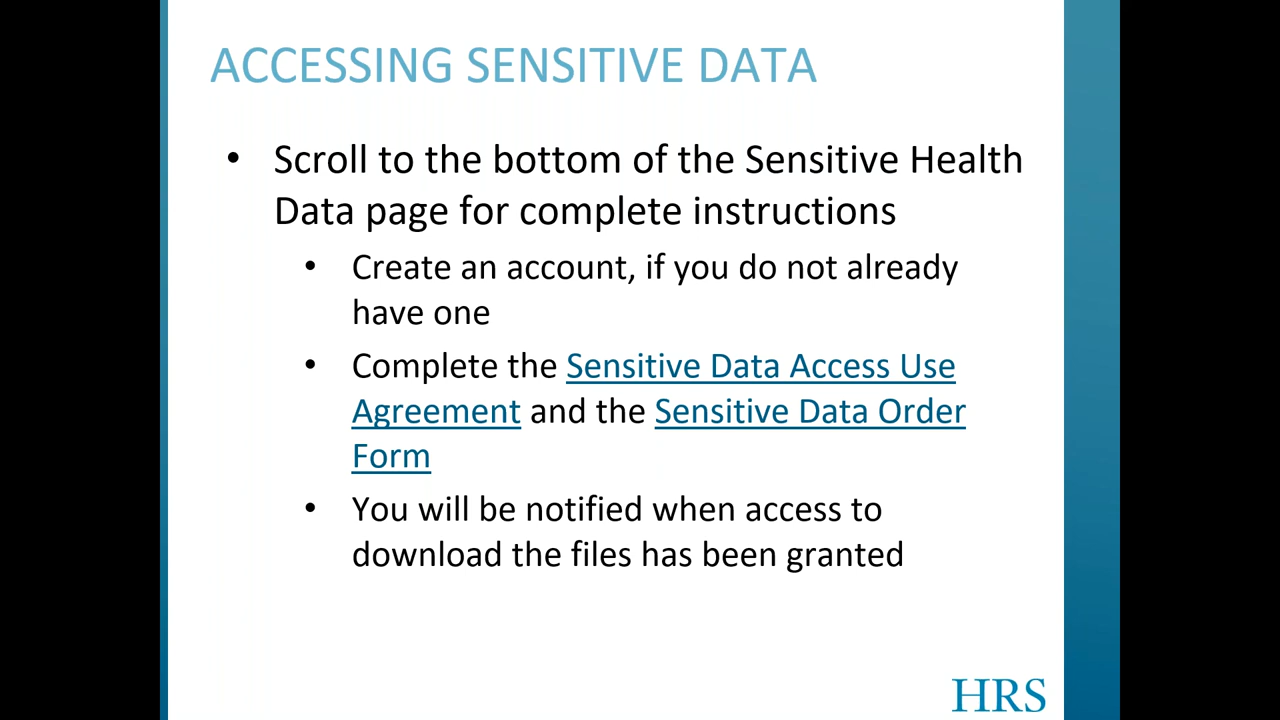 ACCESSING SENSITIVE DATA
• Scroll to the bottom of the Sensitive Health
Data page for complete instructions
• Create an account, if you do not already
have one
• Complete the Sensitive Data Access Use
Agreement and the Sensitive Data Order
Form
• You will be notified when access to
download the files has been granted
HRS